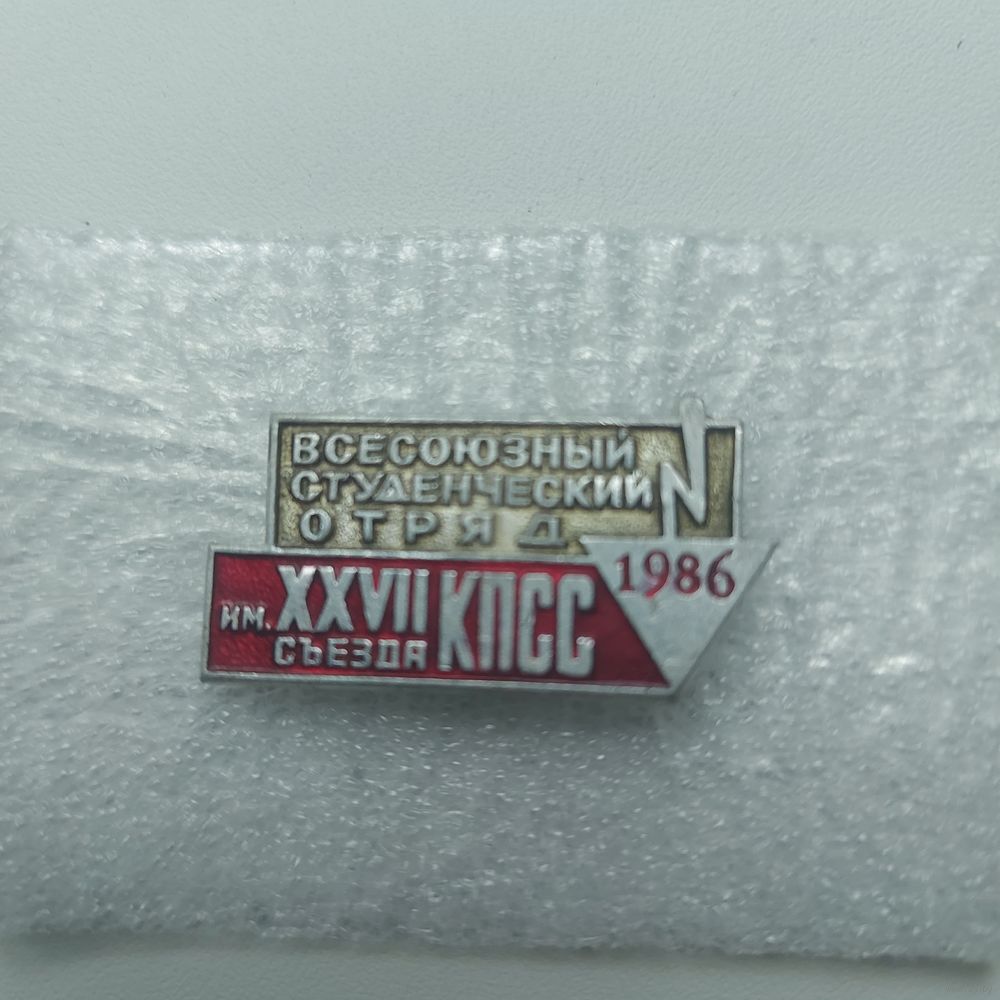 ВСЕСОЮЗНЫЙ
СТУДЕНЧЕСКИЙ
ОТРЯД
1986
им. XXVII КПСС
СЪЕЗДА